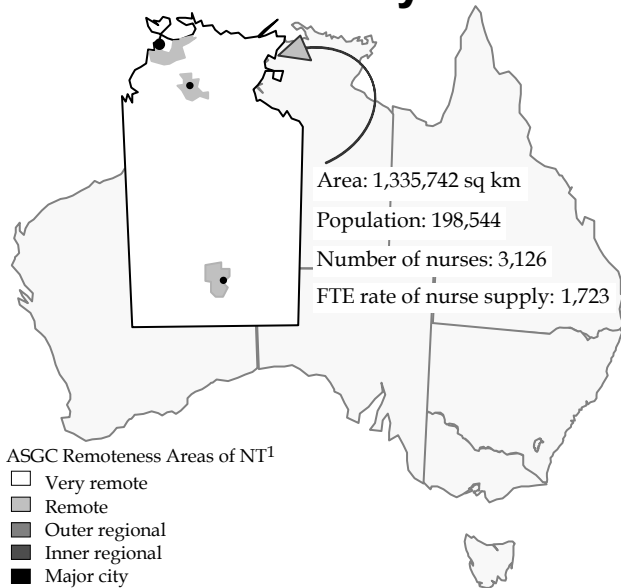 Area: 1,335,742 sq km
Population: 198,544
Number of nurses: 3,126
FTE rate of nurse supply: 1,723
ASGC Remoteness Areas of NT1
Very remote
Remote
Outer regional
Inner regional
Major city